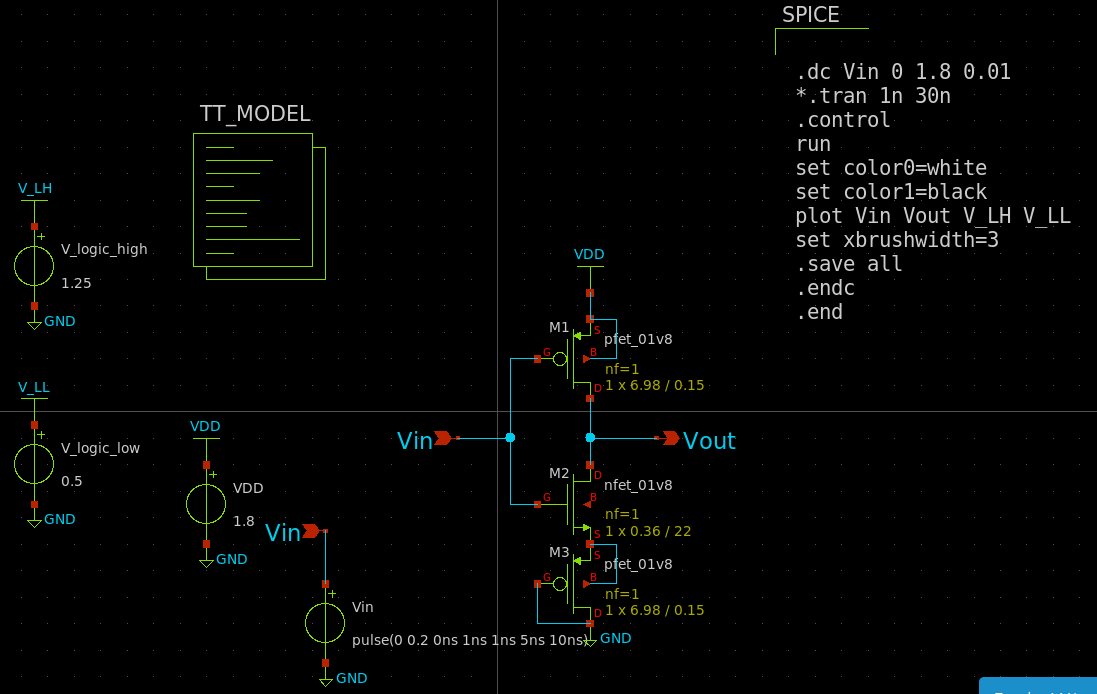 SPICE
.dc Vin 0 1.8 0.01
*.tran 1n 30n
.control
run
set color0=white
set color1=black
plot Vin Vout V_LH V_LL
set xbrushwidth=3
.save all
.endc
.end
TT_MODEL
V_LH
+
V_logic_high
1.25
GND
V_LL
+
V_logic_low
0.5
GND
VDD
+
VDD
1.8
GND
Vin
+
Vin
pulse(0 0.2 0ns 1ns 1ns 5ns 10ns)
GND
VDD
M1
S
pfet_01v8
G
B
nf=1
D
1 x 6.98 / 0.15
Vin
Vout
M2
D
nfet_01v8
G
B
nf=1
S
1 x 0.36 / 22
M3
S
pfet_01v8
G
B
nf=1
D
1 x 6.98 / 0.15
GND